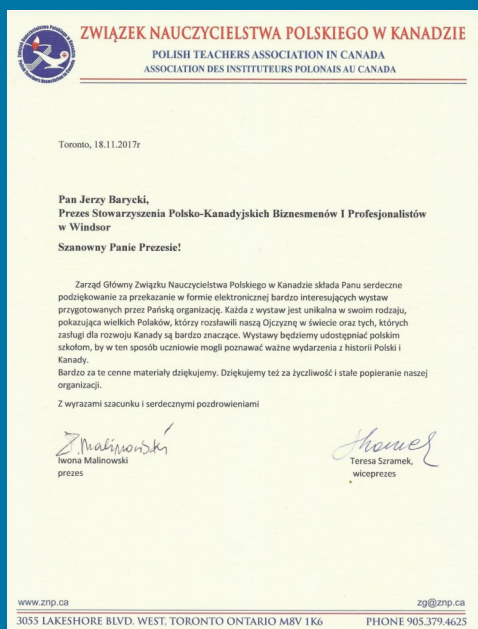 ZWIĄZEK NAUCZYCIELSTWA POLSKIEGO W KANADZIE
POLISH TEACHERS ASSOCIATION IN CANADA
ASSOCIATION DES INSTITUTEURS POLONAIS AU CANADA
Toronto, 18.11.2017r
Pan Jerzy Barycki,
Prezes Stowarzyszenia Polsko-Kanadyjskich Biznesmenów I Profesjonalistów
w Windsor
Szanowny Panie Prezesie!
Zarząd Główny Związku Nauczycielstwa Polskiego w Kanadzie składa Panu serdeczne
podziękowanie za przekazanie w formie elektronicznej bardzo interesujących wystaw
przygotowanych przez Pańską organizację. Każda z wystaw jest unikalna w swoim rodzaju,
pokazująca wielkich Polaków, którzy rozsławili naszą Ojczyznę w świecie oraz tych, których
zasługi dla rozwoju Kanady są bardzo znaczące. Wystawy będziemy udostępniać polskim
szkołom, by w ten sposób uczniowie mogli poznawać ważne wydarzenia z historii Polski i
Kanady.
Bardzo za te cenne materiały dziękujemy. Dziękujemy też za życzliwość i stałe popieranie naszej
organizacji.
Z wyrazami szacunku i serdecznymi pozdrowieniami
Iwona Malinowski
prezes
Teresa Szramek,
wiceprezes
www.znp.ca
zg@znp.ca
3055 LAKESHORE BLVD. WEST, TORONTO ONTARIO M8V 1K6
PHONE 905.379.4625